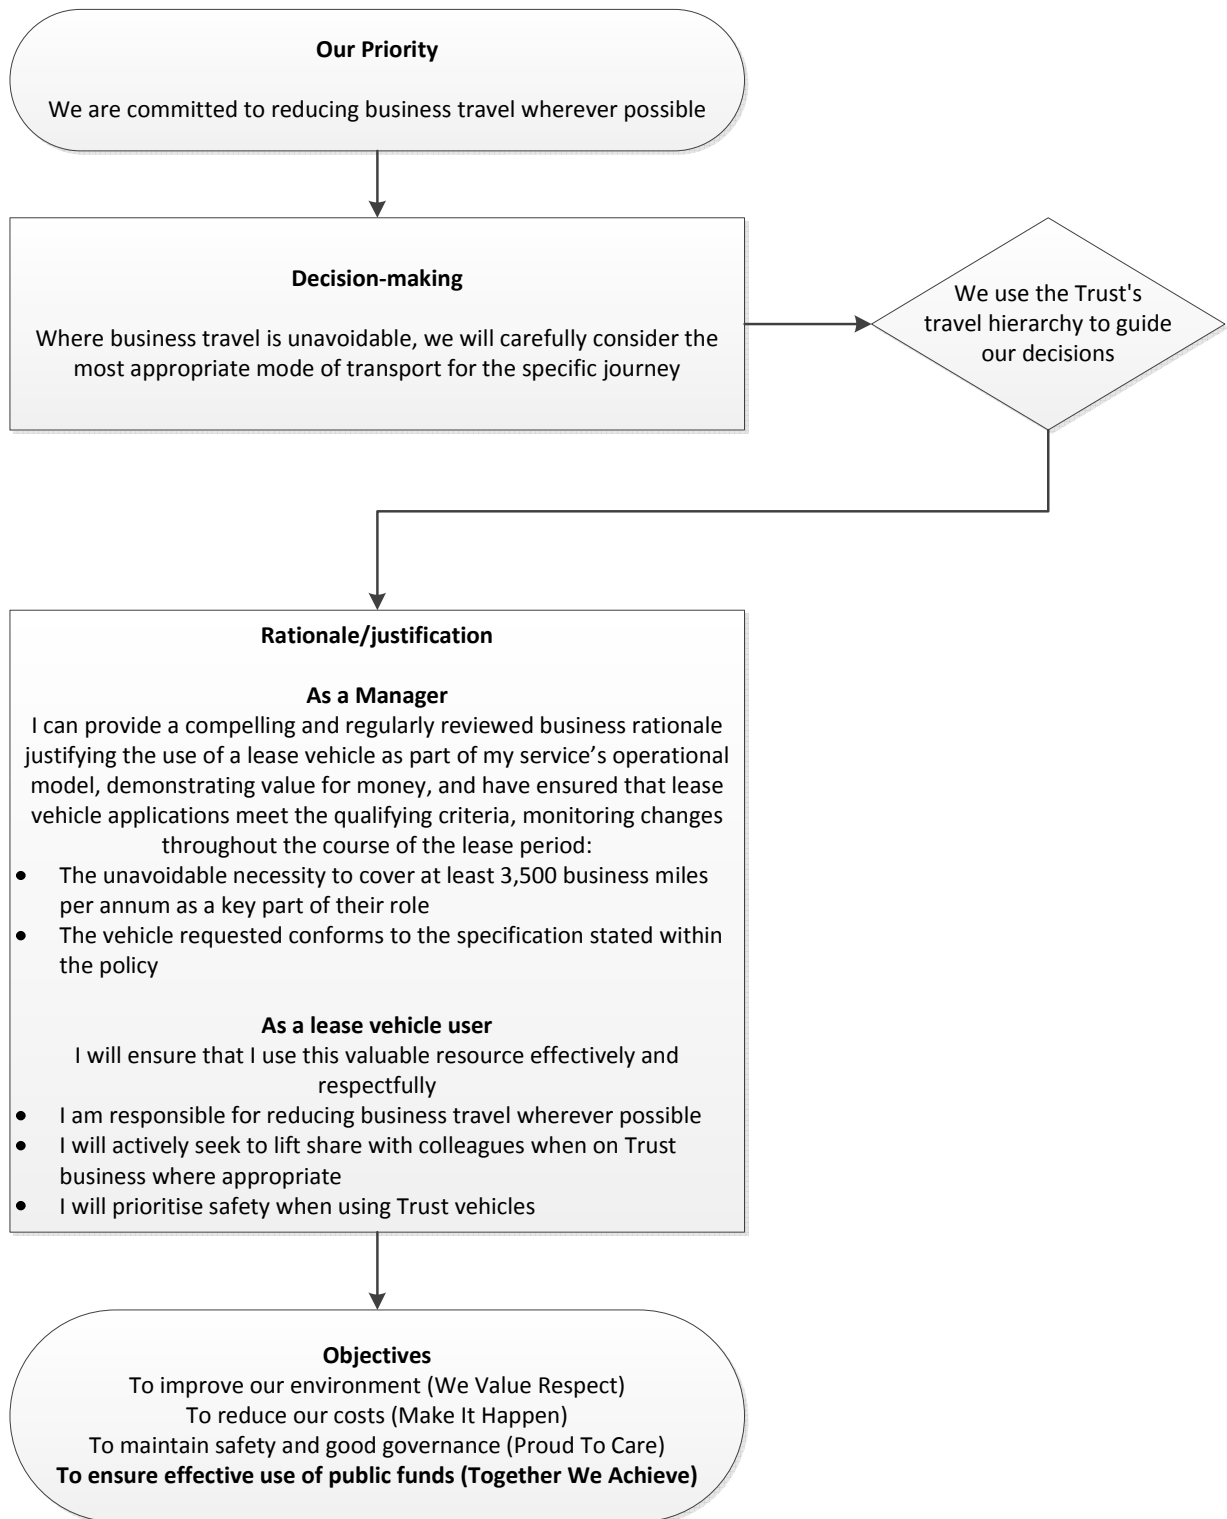 Our Priority
We are committed to reducing business travel wherever possible
Decision-making
Where business travel is unavoidable, we will carefully consider the
most appropriate mode of transport for the specific journey
We use the Trust's
travel hierarchy to guide
our decisions
Rationale/justification
As a Manager
I can provide a compelling and regularly reviewed business rationale
justifying the use of a lease vehicle as part of my service’s operational
model, demonstrating value for money, and have ensured that lease
vehicle applications meet the qualifying criteria, monitoring changes
throughout the course of the lease period:
• The unavoidable necessity to cover at least 3,500 business miles
per annum as a key part of their role
• The vehicle requested conforms to the specification stated within
the policy
As a lease vehicle user
I will ensure that I use this valuable resource effectively and
respectfully
• I am responsible for reducing business travel wherever possible
• I will actively seek to lift share with colleagues when on Trust
business where appropriate
• I will prioritise safety when using Trust vehicles
Objectives
To improve our environment (We Value Respect)
To reduce our costs (Make It Happen)
To maintain safety and good governance (Proud To Care)
To ensure effective use of public funds (Together We Achieve)